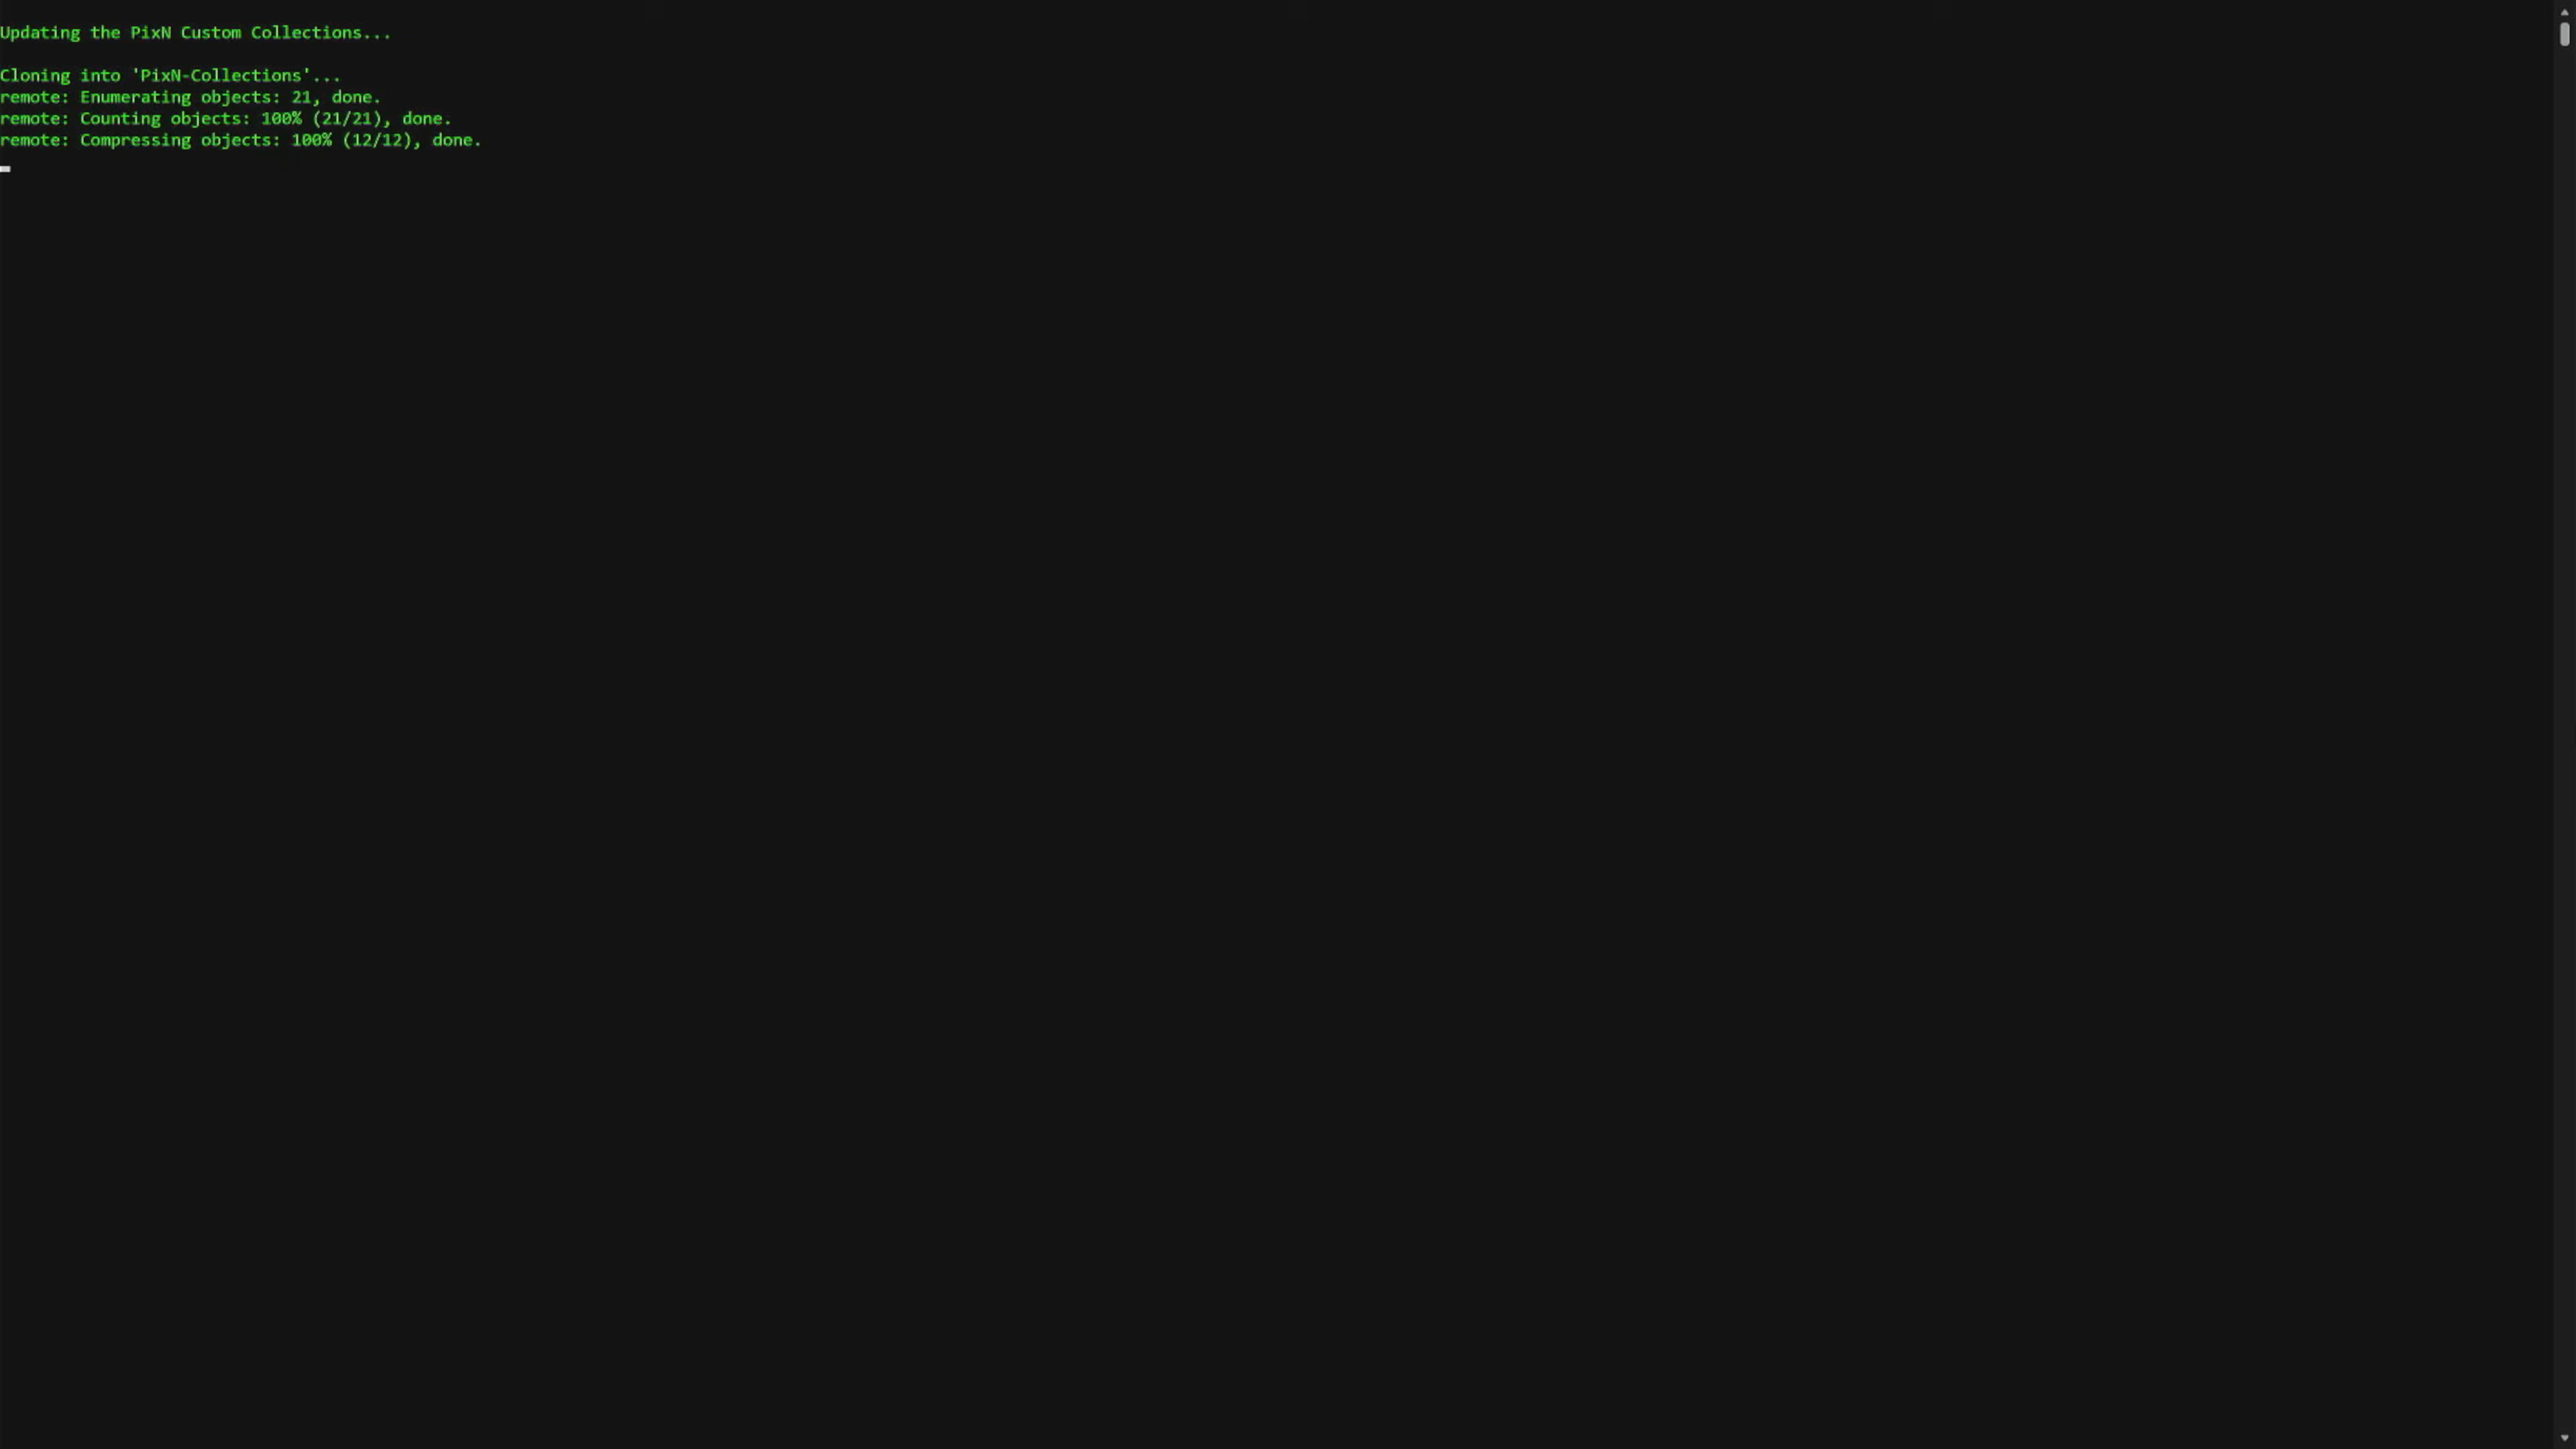 Updating the PixN Custom Collections...
Cloning into 'PixN-Collections'...
remote: Enumerating objects: 21, done.
remote: Counting objects: 100% (21/21), done.
remote: Compressing objects: 100% (12/12), done.